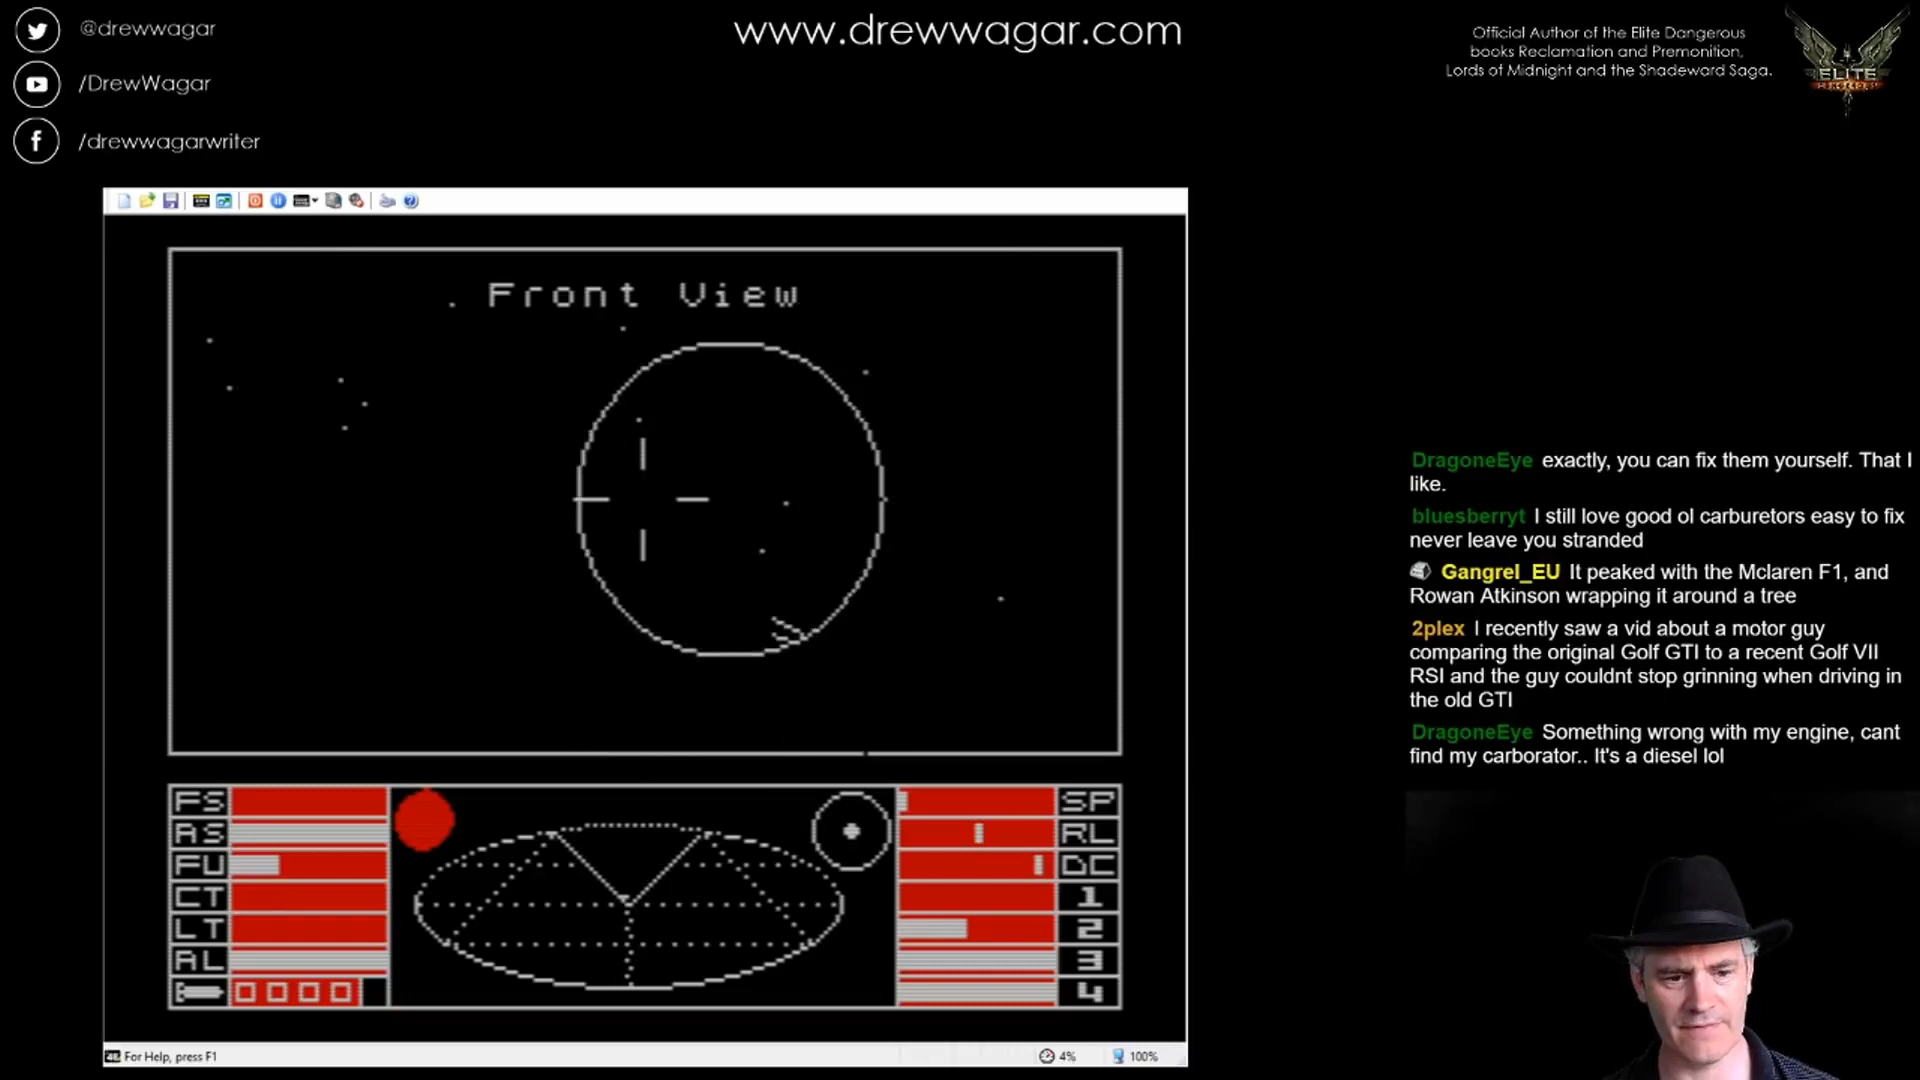 @drewwagar
/DrewWagar
/drewwagarwriter
www.drewwagar.com
Official Author of the Elite Dangerous
books Reclamation and Premonition,
Lords of Midnight and the Shadeward Saga.
ELITE
DANGEROUS
Front View
FS
AS
FU
CT
LT
AL
SP
RL
DC
1
2
3
4
For Help, press F1
4%
100%
DragoneEye exactly, you can fix them yourself. That I
like.
bluesberryt I still love good ol carburetors easy to fix
never leave you stranded
Gangrel_EU It peaked with the Mclaren F1, and
Rowan Atkinson wrapping it around a tree
2plex I recently saw a vid about a motor guy
comparing the original Golf GTI to a recent Golf VII
RSI and the guy couldnt stop grinning when driving in
the old GTI
DragoneEye Something wrong with my engine, cant
find my carborator.. It's a diesel lol